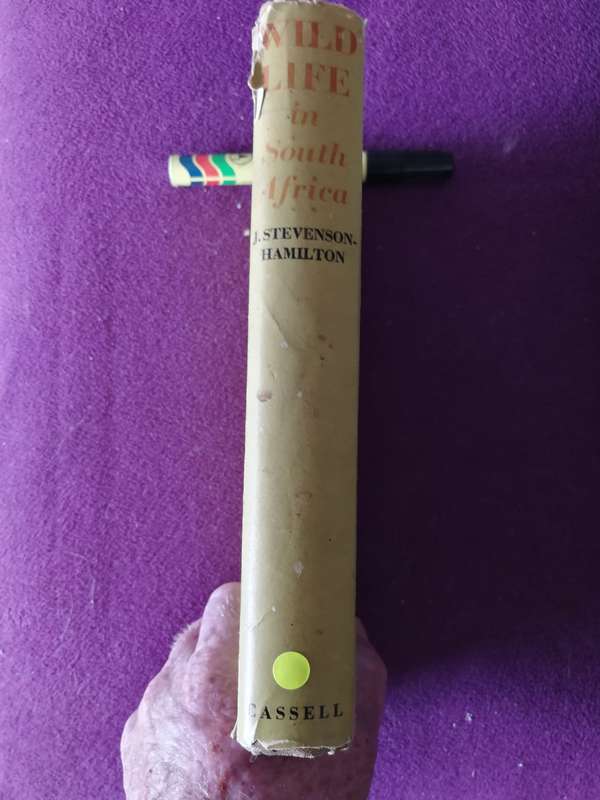 WILD
LIFE
in
South
Africa
J. STEVENSON-
HAMILTON
CASSELL